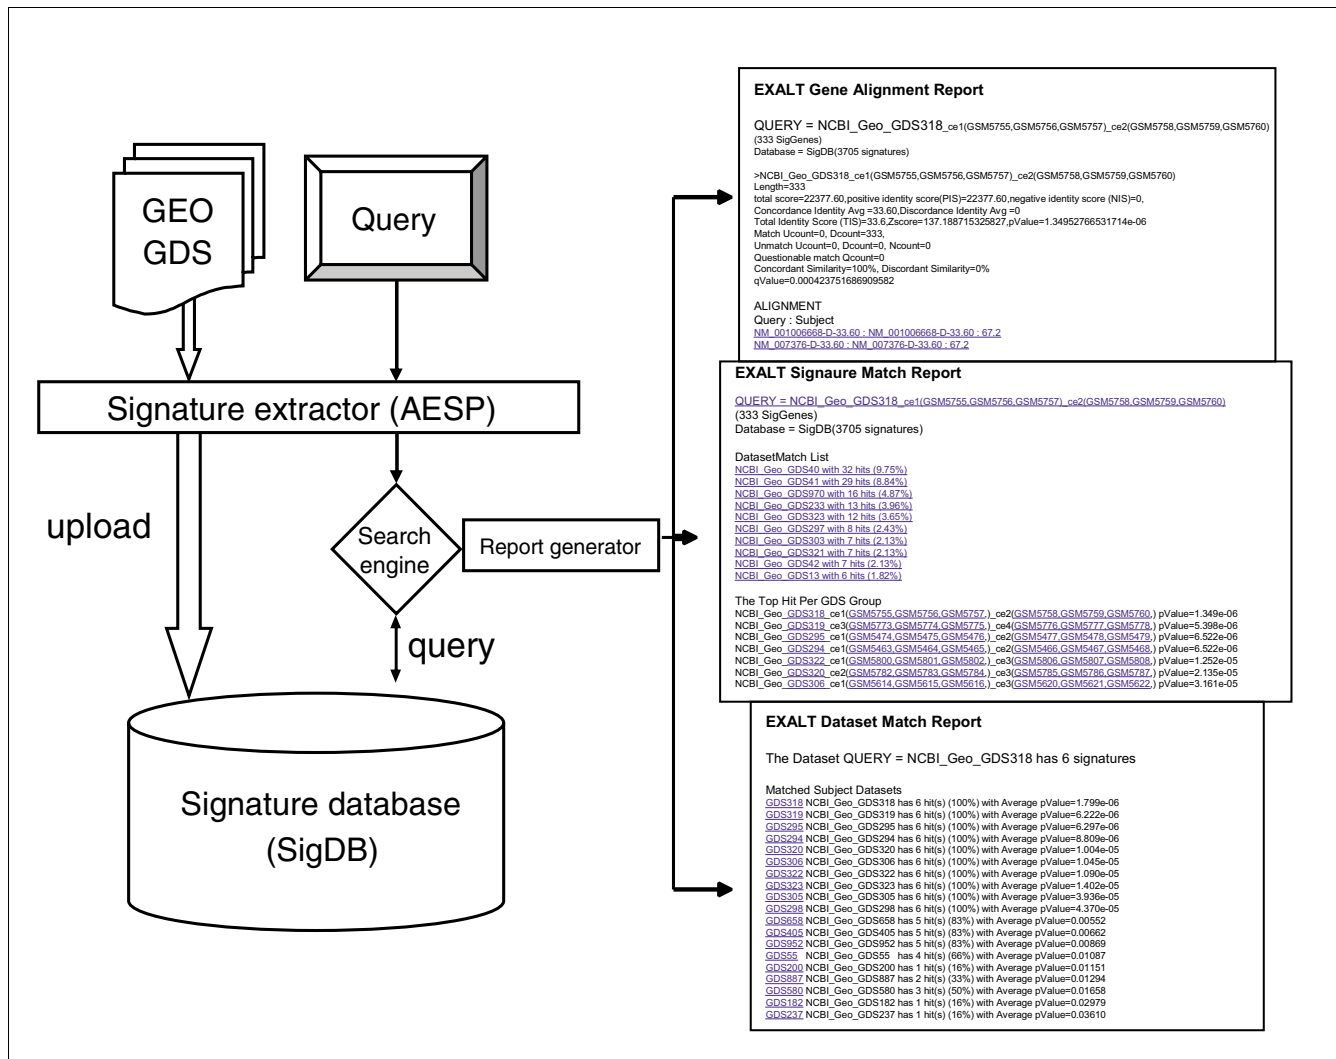 GEO
GDS
Query
Signature extractor (AESP)
upload
Search
engine
Report generator
query
Signature database
(SigDB)
EXALT Gene Alignment Report
QUERY = NCBI_Geo_GDS318_ce1(GSM5755,GSM5756,GSM5757)_ce2(GSM5758,GSM5759,GSM5760)
(333 SigGenes)
Database = SigDB(3705 signatures)
>NCBI_Geo_GDS318_ce1(GSM5755,GSM5756,GSM5757)_ce2(GSM5758,GSM5759,GSM5760)
Length=333
total score=22377.60,positive identity score(PIS)=22377.60,negative identity score (NIS)=0,
Concordance Identity Avg =33.60,Discordance Identity Avg =0
Total Identity Score (TIS)=33.6,Zscore=137.188715325827,pValue=1.34952766531714e-06
Match Ucount=0, Dcount=333,
Unmatch Ucount=0, Dcount=0, Ncount=0
Questionable match Qcount=0
Concordant Similarity=100%, Discordant Similarity=0%
qValue=0.000423751686909582
ALIGNMENT
Query : Subject
NM_001006668-D-33.60 : NM_001006668-D-33.60 : 67.2
NM_007376-D-33.60 : NM_007376-D-33.60 : 67.2
EXALT Signaure Match Report
QUERY = NCBI_Geo_GDS318_ce1(GSM5755,GSM5756,GSM5757)_ce2(GSM5758,GSM5759,GSM5760)
(333 SigGenes)
Database = SigDB(3705 signatures)
DatasetMatch List
NCBI_Geo_GDS40 with 32 hits (9.75%)
NCBI_Geo_GDS41 with 29 hits (8.84%)
NCBI_Geo_GDS970 with 16 hits (4.87%)
NCBI_Geo_GDS233 with 13 hits (3.96%)
NCBI_Geo_GDS323 with 12 hits (3.65%)
NCBI_Geo_GDS297 with 8 hits (2.43%)
NCBI_Geo_GDS303 with 7 hits (2.13%)
NCBI_Geo_GDS321 with 7 hits (2.13%)
NCBI_Geo_GDS42 with 7 hits (2.13%)
NCBI_Geo_GDS13 with 6 hits (1.82%)
The Top Hit Per GDS Group
NCBI_Geo_GDS318_ce1(GSM5755,GSM5756,GSM5757,)_ce2(GSM5758,GSM5759,GSM5760,) pValue=1.349e-06
NCBI_Geo_GDS319_ce3(GSM5773,GSM5774,GSM5775,)_ce4(GSM5776,GSM5777,GSM5778,) pValue=5.398e-06
NCBI_Geo_GDS295_ce1(GSM5474,GSM5475,GSM5476,)_ce2(GSM5477,GSM5478,GSM5479,) pValue=6.522e-06
NCBI_Geo_GDS294_ce1(GSM5463,GSM5464,GSM5465,)_ce2(GSM5466,GSM5467,GSM5468,) pValue=6.522e-06
NCBI_Geo_GDS322_ce1(GSM5800,GSM5801,GSM5802,)_ce3(GSM5806,GSM5807,GSM5808,) pValue=1.252e-05
NCBI_Geo_GDS320_ce2(GSM5782,GSM5783,GSM5784,)_ce3(GSM5785,GSM5786,GSM5787,) pValue=2.135e-05
NCBI_Geo_GDS306_ce1(GSM5614,GSM5615,GSM5616,)_ce3(GSM5620,GSM5621,GSM5622,) pValue=3.161e-05
EXALT Dataset Match Report
The Dataset QUERY = NCBI_Geo_GDS318 has 6 signatures
Matched Subject Datasets
GDS318 NCBI_Geo_GDS318 has 6 hit(s) (100%) with Average pValue=1.799e-06
GDS319 NCBI_Geo_GDS319 has 6 hit(s) (100%) with Average pValue=6.222e-06
GDS295 NCBI_Geo_GDS295 has 6 hit(s) (100%) with Average pValue=6.297e-06
GDS294 NCBI_Geo_GDS294 has 6 hit(s) (100%) with Average pValue=8.809e-06
GDS320 NCBI_Geo_GDS320 has 6 hit(s) (100%) with Average pValue=1.004e-05
GDS306 NCBI_Geo_GDS306 has 6 hit(s) (100%) with Average pValue=1.045e-05
GDS322 NCBI_Geo_GDS322 has 6 hit(s) (100%) with Average pValue=1.090e-05
GDS323 NCBI_Geo_GDS323 has 6 hit(s) (100%) with Average pValue=1.402e-05
GDS305 NCBI_Geo_GDS305 has 6 hit(s) (100%) with Average pValue=3.936e-05
GDS298 NCBI_Geo_GDS298 has 6 hit(s) (100%) with Average pValue=4.370e-05
GDS658 NCBI_Geo_GDS658 has 5 hit(s) (83%) with Average pValue=0.00552
GDS405 NCBI_Geo_GDS405 has 5 hit(s) (83%) with Average pValue=0.00662
GDS952 NCBI_Geo_GDS952 has 5 hit(s) (83%) with Average pValue=0.00869
GDS55 NCBI_Geo_GDS55 has 4 hit(s) (66%) with Average pValue=0.01087
GDS200 NCBI_Geo_GDS200 has 1 hit(s) (16%) with Average pValue=0.01151
GDS887 NCBI_Geo_GDS887 has 2 hit(s) (33%) with Average pValue=0.01294
GDS580 NCBI_Geo_GDS580 has 3 hit(s) (50%) with Average pValue=0.01658
GDS182 NCBI_Geo_GDS182 has 1 hit(s) (16%) with Average pValue=0.02979
GDS237 NCBI_Geo_GDS237 has 1 hit(s) (16%) with Average pValue=0.03610